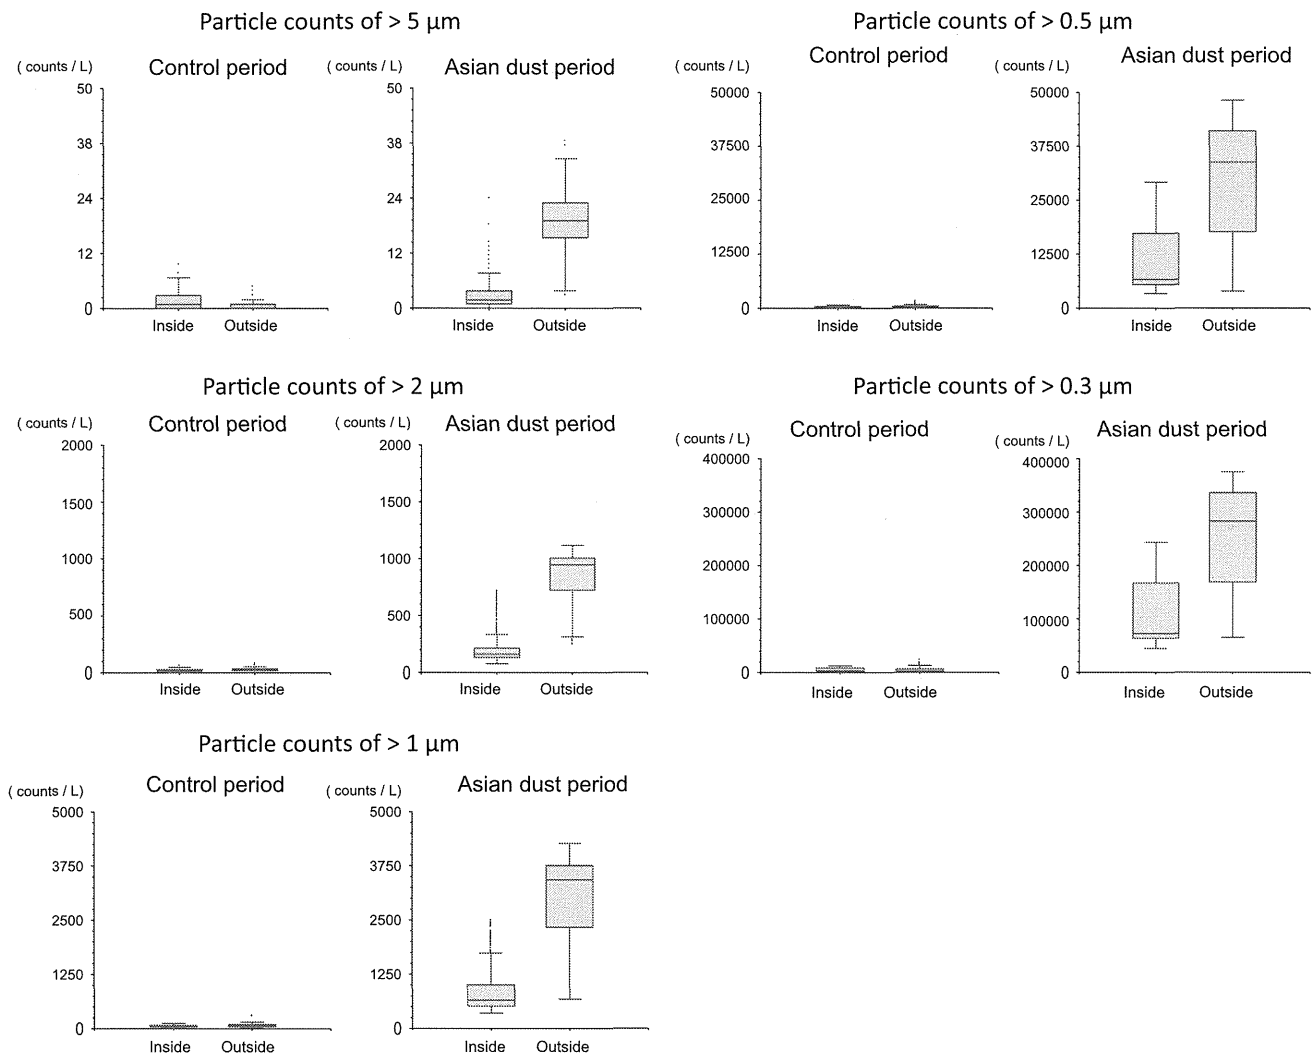 Particle counts of > 5 µm
( counts / L) Control period
50
38
24
12
0
Inside Outside
( counts / L) Asian dust period
50
38
24
12
0
Inside Outside
Particle counts of > 0.5 µm
( counts / L) Control period
50000
37500
25000
12500
0
Inside Outside
( counts / L) Asian dust period
50000
37500
25000
12500
0
Inside Outside
Particle counts of > 2 µm
( counts / L) Control period
2000
1500
1000
500
0
Inside Outside
( counts / L) Asian dust period
2000
1500
1000
500
0
Inside Outside
Particle counts of > 0.3 µm
( counts / L) Control period
400000
300000
200000
100000
0
Inside Outside
( counts / L) Asian dust period
400000
300000
200000
100000
0
Inside Outside
Particle counts of > 1 µm
( counts / L) Control period
5000
3750
2500
1250
0
Inside Outside
( counts / L) Asian dust period
5000
3750
2500
1250
0
Inside Outside